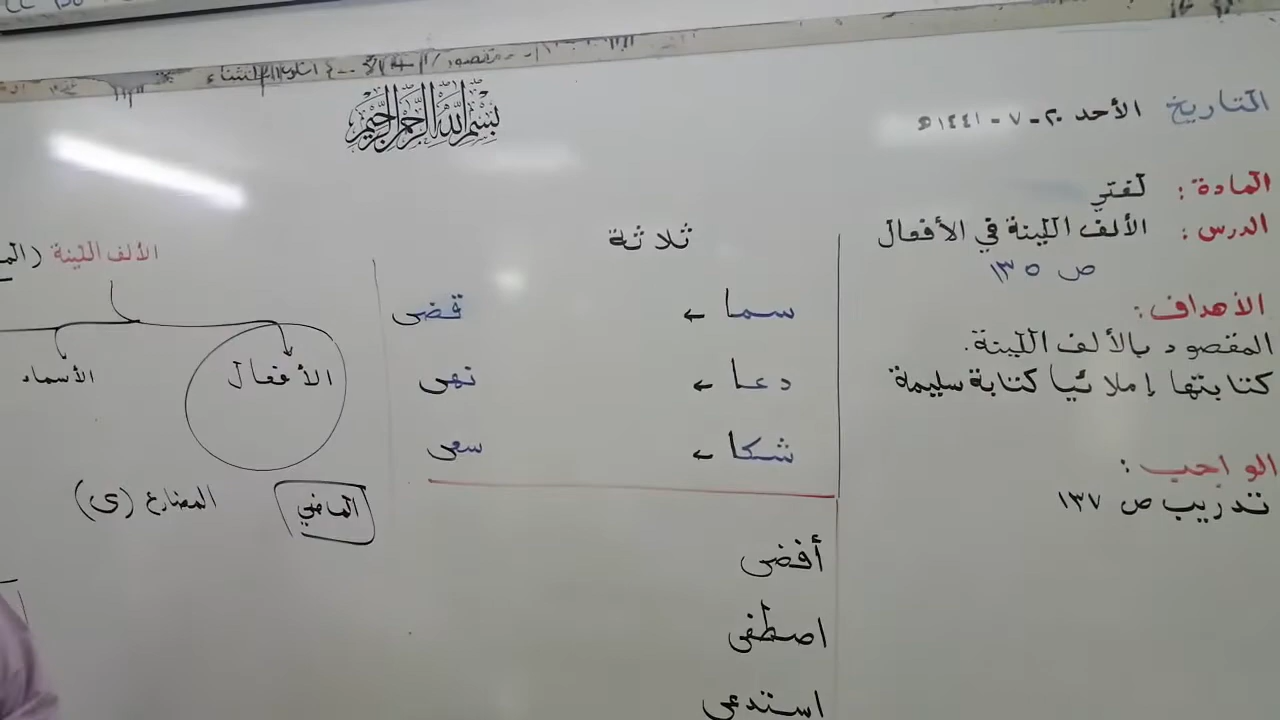 بسم الله الرحمن الرحيم
التاريخ الأحد ٢٠-٧-١٤٤١هـ
المادة: لغتي
الدرس: الألف اللينة في الأفعال
ص ١٣٥
الأهداف:
المقصود بالألف اللينة.
كتابتها إملائيا كتابة سليمة
الواجب:
تدريب ص ١٣٧
ثلاثة
سما ← قضى
دعا ← نهى
شكا ← سعى
أفضى
اصطفى
استدعى
الألف اللينة
الأفعال
الأسماء
الماضي المضارع (ى)